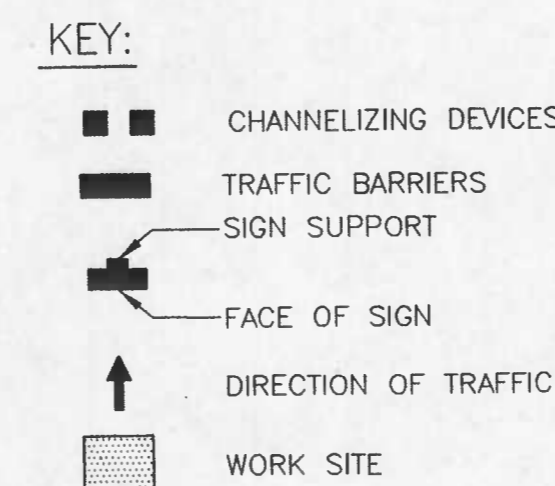 KEY:
CHANNELIZING DEVICES
TRAFFIC BARRIERS
SIGN SUPPORT
FACE OF SIGN
DIRECTION OF TRAFFIC
WORK SITE